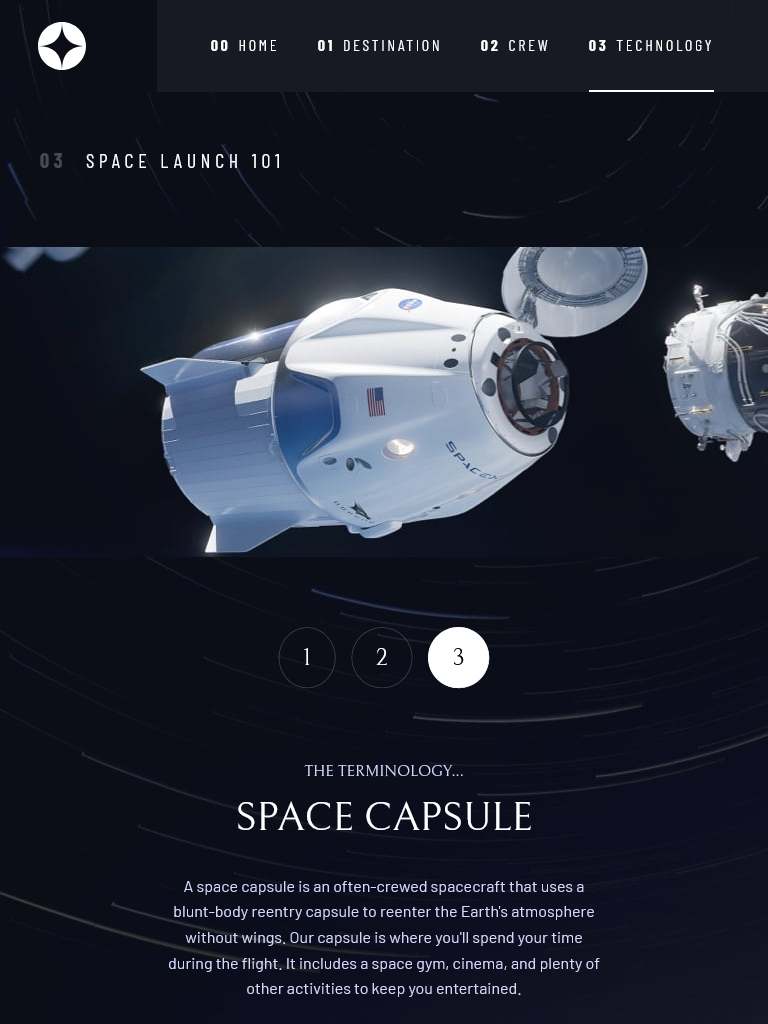 00 HOME 01 DESTINATION 02 CREW 03 TECHNOLOGY
03 SPACE LAUNCH 101
NASA
SPACEX
1 2 3
THE TERMINOLOGY...
SPACE CAPSULE
A space capsule is an often-crewed spacecraft that uses a
blunt-body reentry capsule to reenter the Earth's atmosphere
without wings. Our capsule is where you'll spend your time
during the flight. It includes a space gym, cinema, and plenty of
other activities to keep you entertained.